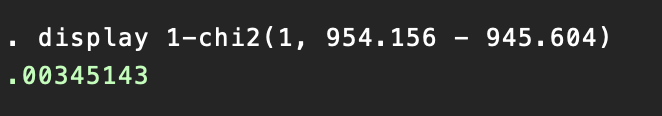 . display 1-chi2(1, 954.156 - 945.604)
.00345143